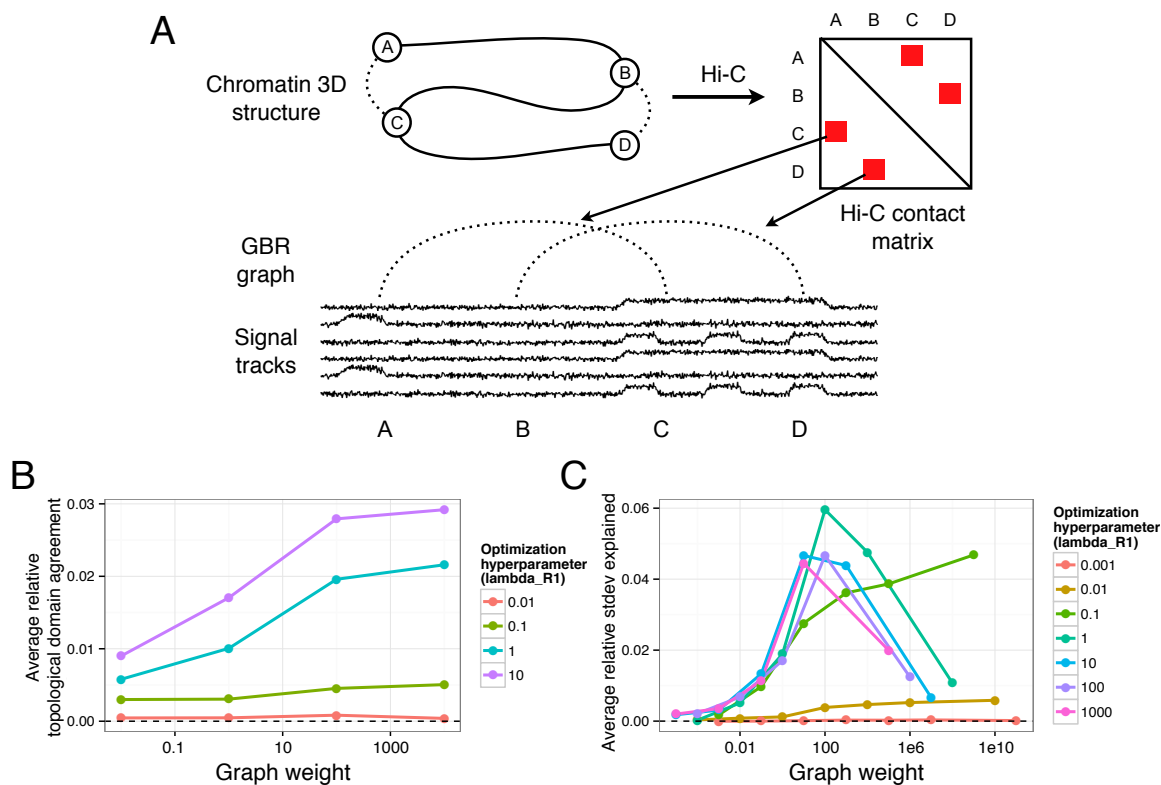 A
Chromatin 3D
structure
A
B
C
D
Hi-C
A B C D
A
B
C
D
Hi-C contact
matrix
GBR
graph
Signal
tracks
A B C D
B
Average relative
topological domain agreement
0.03
0.02
0.01
0.00
0.1 10 1000
Graph weight
Optimization
hyperparameter
(lambda_R1)
0.01
0.1
1
10
C
Average relative stdev explained
0.06
0.04
0.02
0.00
0.01 100 1e6 1e10
Graph weight
Optimization
hyperparameter
(lambda_R1)
0.001
0.01
0.1
1
10
100
1000